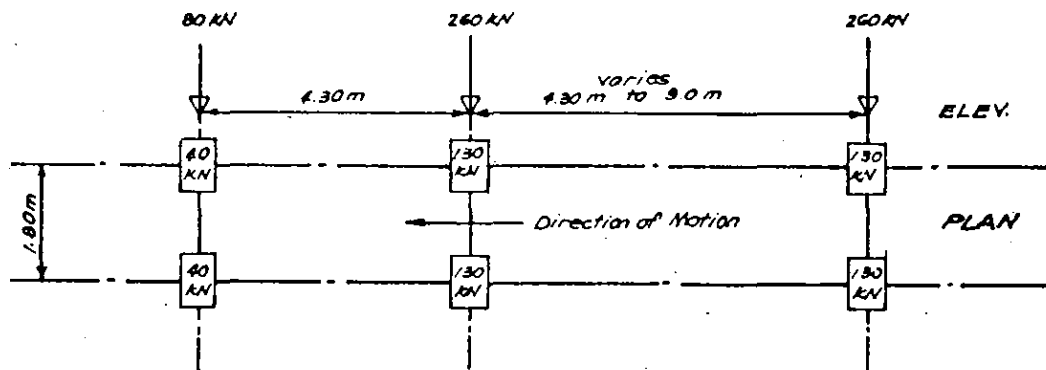 80 KN 260 KN 260 KN
4.30 m
varies
4.30 m to 9.0 m
ELEV.
40 KN
130 KN
130 KN
1.80 m
Direction of Motion
PLAN
40 KN
130 KN
130 KN